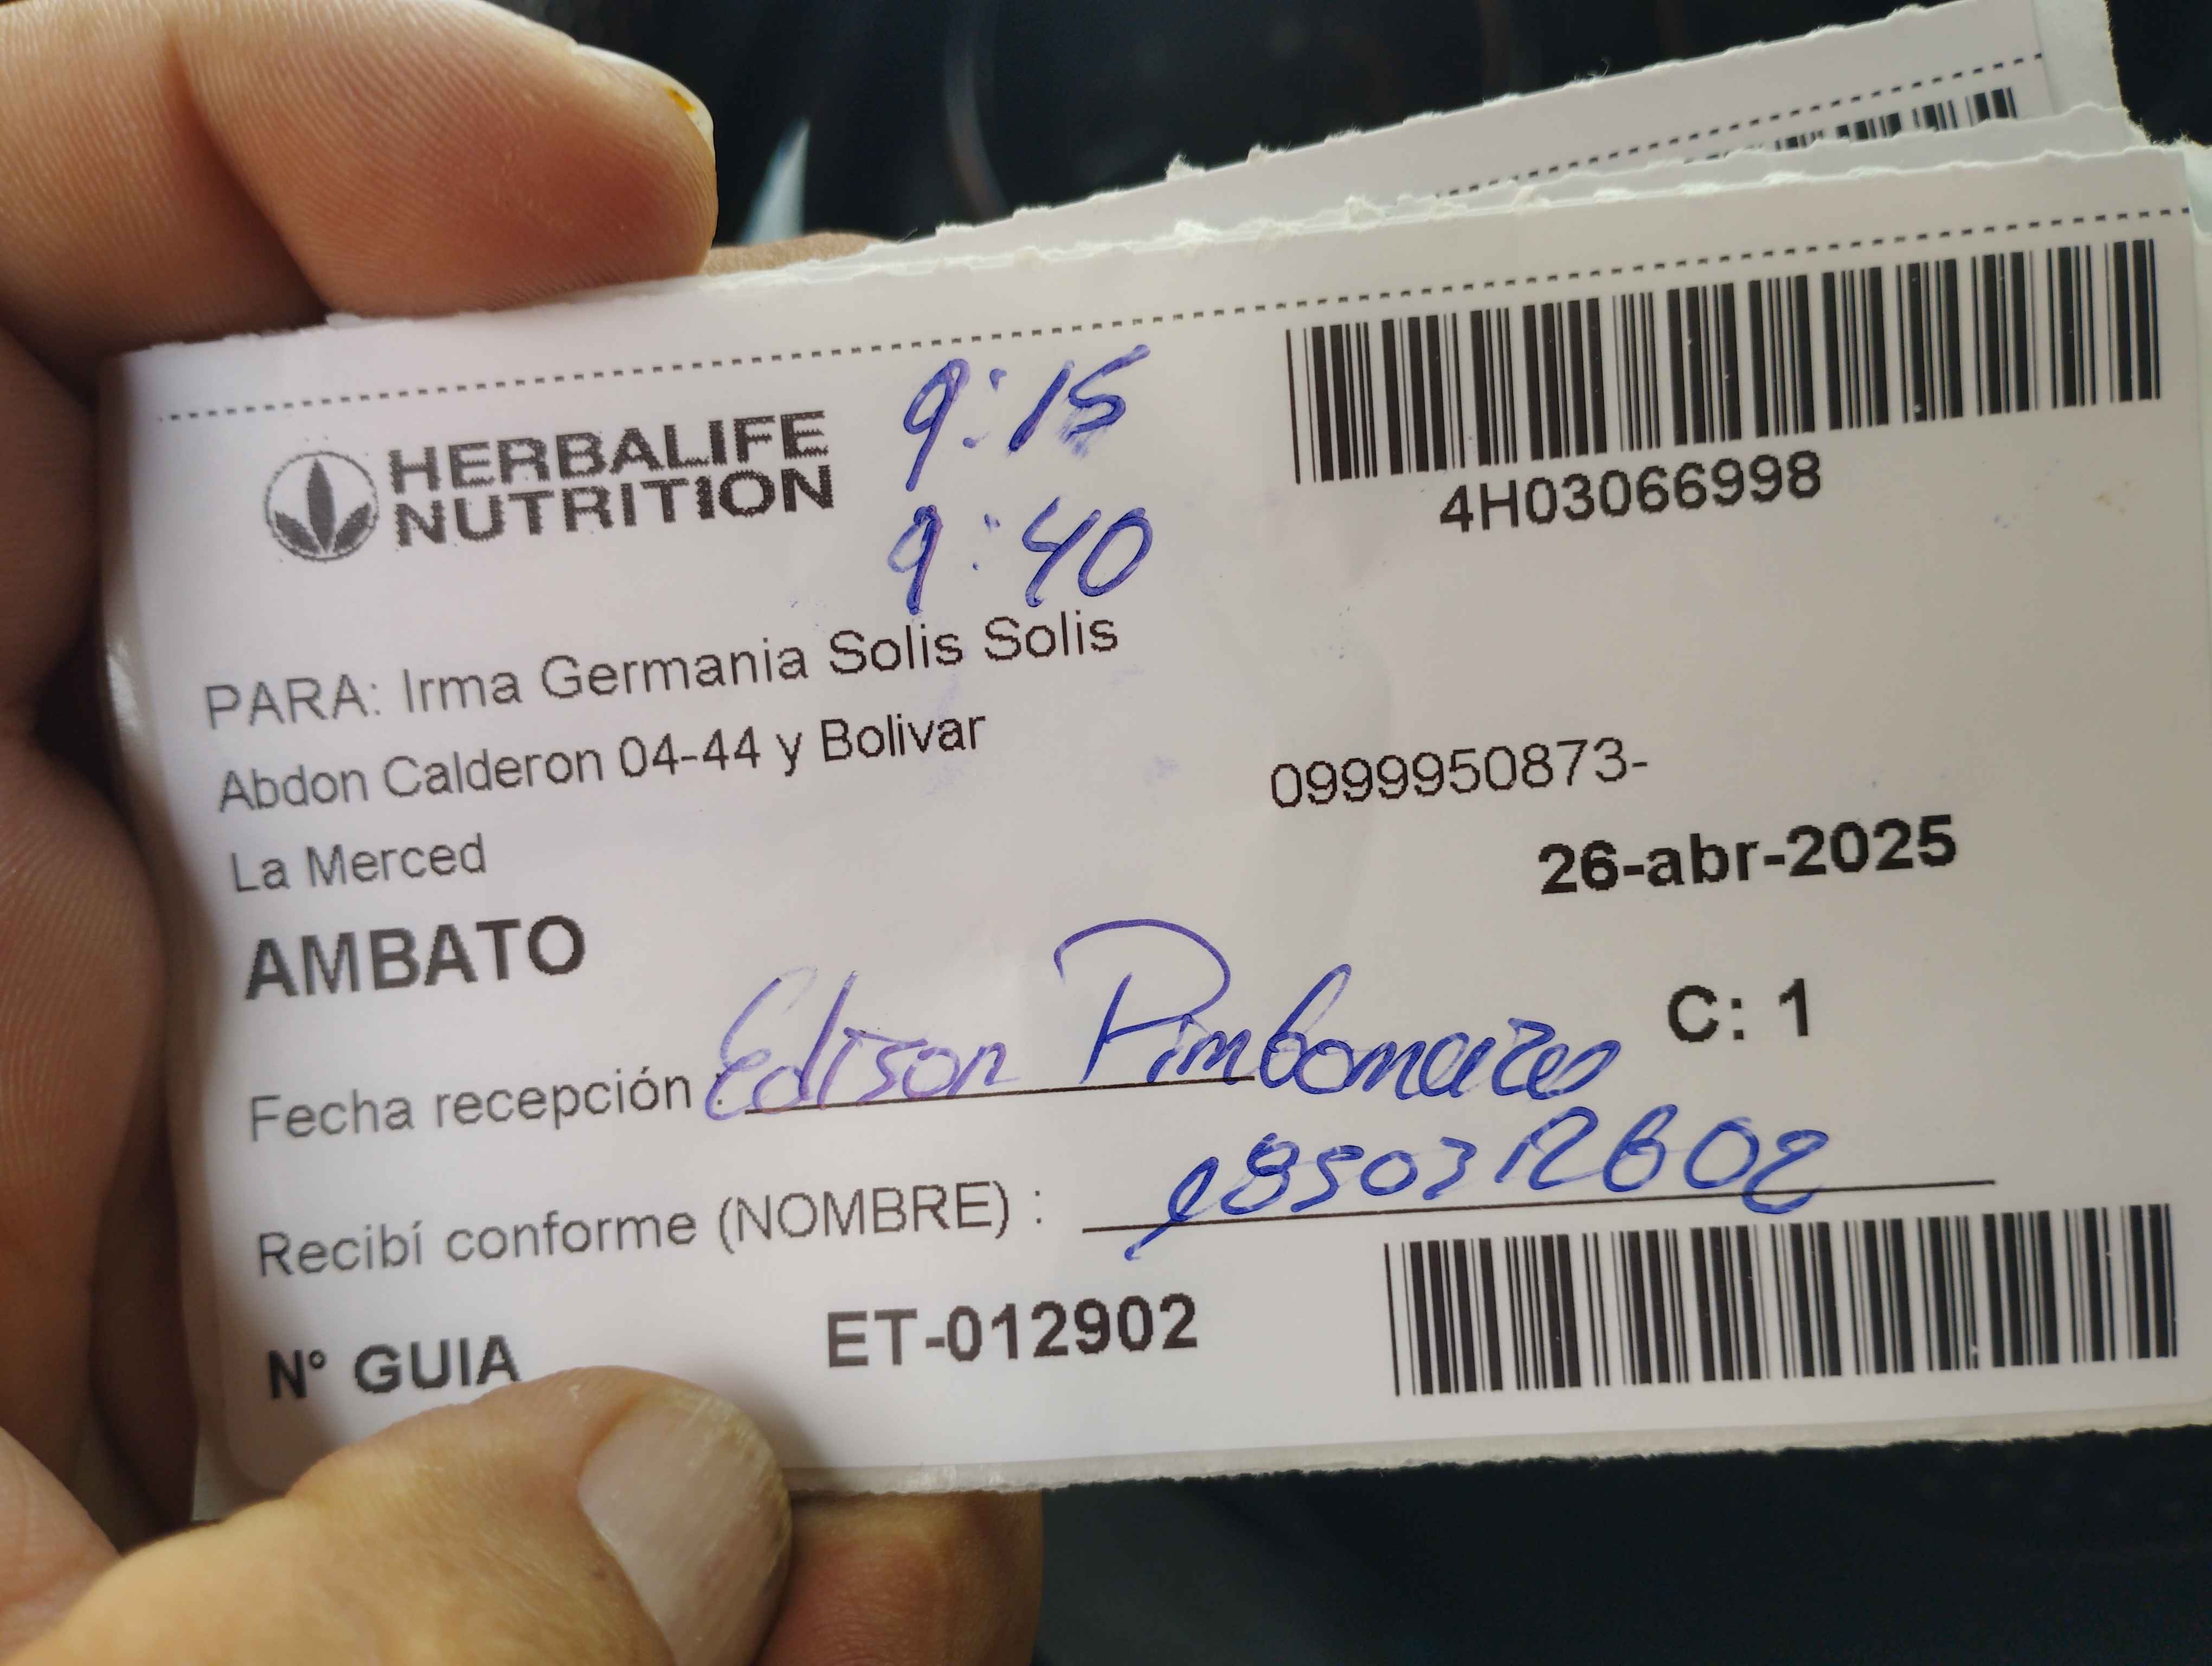 HERBALIFE
NUTRITION
9:15
9:40
4H03066998
PARA: Irma Germania Solis Solis
Abdon Calderon 04-44 y Bolivar
0999950873-
La Merced
26-abr-2025
AMBATO
C: 1
Fecha recepción : Edison
Recibí conforme (NOMBRE) :
N° GUIA ET-012902